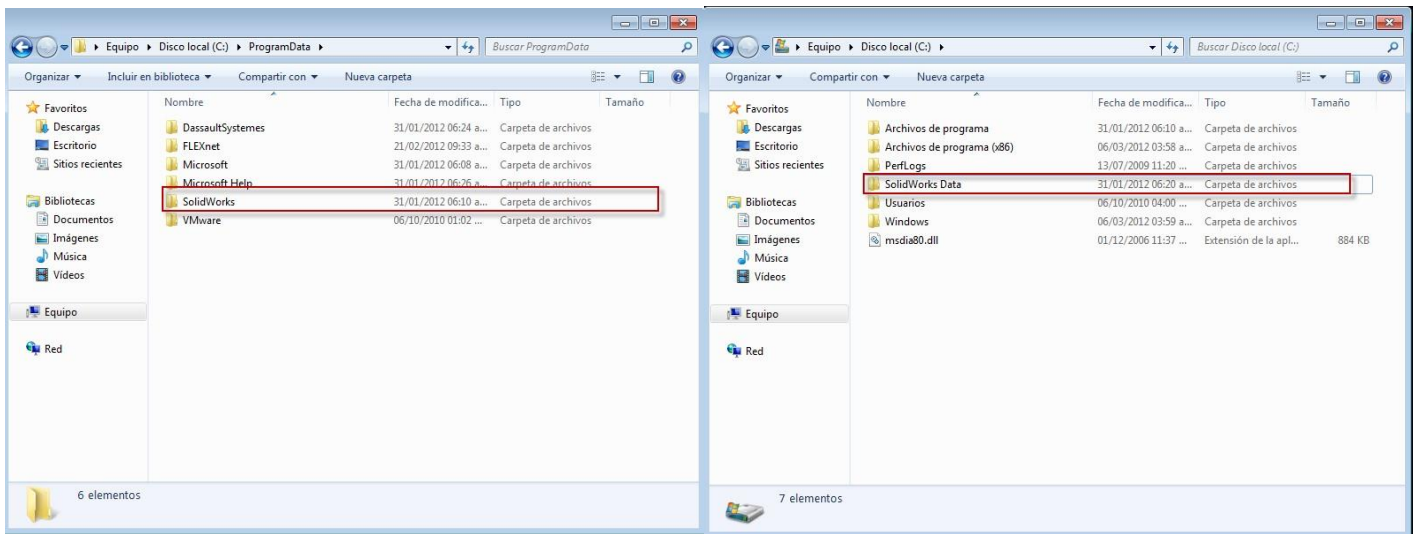 Equipo ▸ Disco local (C:) ▸ ProgramData ▸
Buscar ProgramData
Organizar Incluir en biblioteca Compartir con Nueva carpeta
Favoritos
Descargas
Escritorio
Sitios recientes
Bibliotecas
Documentos
Imágenes
Música
Vídeos
Equipo
Red
Nombre Fecha de modifica... Tipo Tamaño
DassaultSystemes 31/01/2012 06:24 a... Carpeta de archivos
FLEXnet 21/02/2012 09:33 a... Carpeta de archivos
Microsoft 31/01/2012 06:08 a... Carpeta de archivos
Microsoft Help 31/01/2012 06:26 a... Carpeta de archivos
SolidWorks 31/01/2012 06:10 a... Carpeta de archivos
VMware 06/10/2010 01:02 ... Carpeta de archivos
6 elementos
Equipo ▸ Disco local (C:) ▸
Buscar Disco local (C:)
Organizar Compartir con Nueva carpeta
Favoritos
Descargas
Escritorio
Sitios recientes
Bibliotecas
Documentos
Imágenes
Música
Vídeos
Equipo
Red
Nombre Fecha de modifica... Tipo Tamaño
Archivos de programa 31/01/2012 06:10 a... Carpeta de archivos
Archivos de programa (x86) 06/03/2012 03:58 a... Carpeta de archivos
PerfLogs 13/07/2009 11:20 ... Carpeta de archivos
SolidWorks Data 31/01/2012 06:20 a... Carpeta de archivos
Usuarios 06/10/2010 04:00 ... Carpeta de archivos
Windows 06/03/2012 03:59 a... Carpeta de archivos
msdia80.dll 01/12/2006 11:37 ... Extensión de la apl... 884 KB
7 elementos